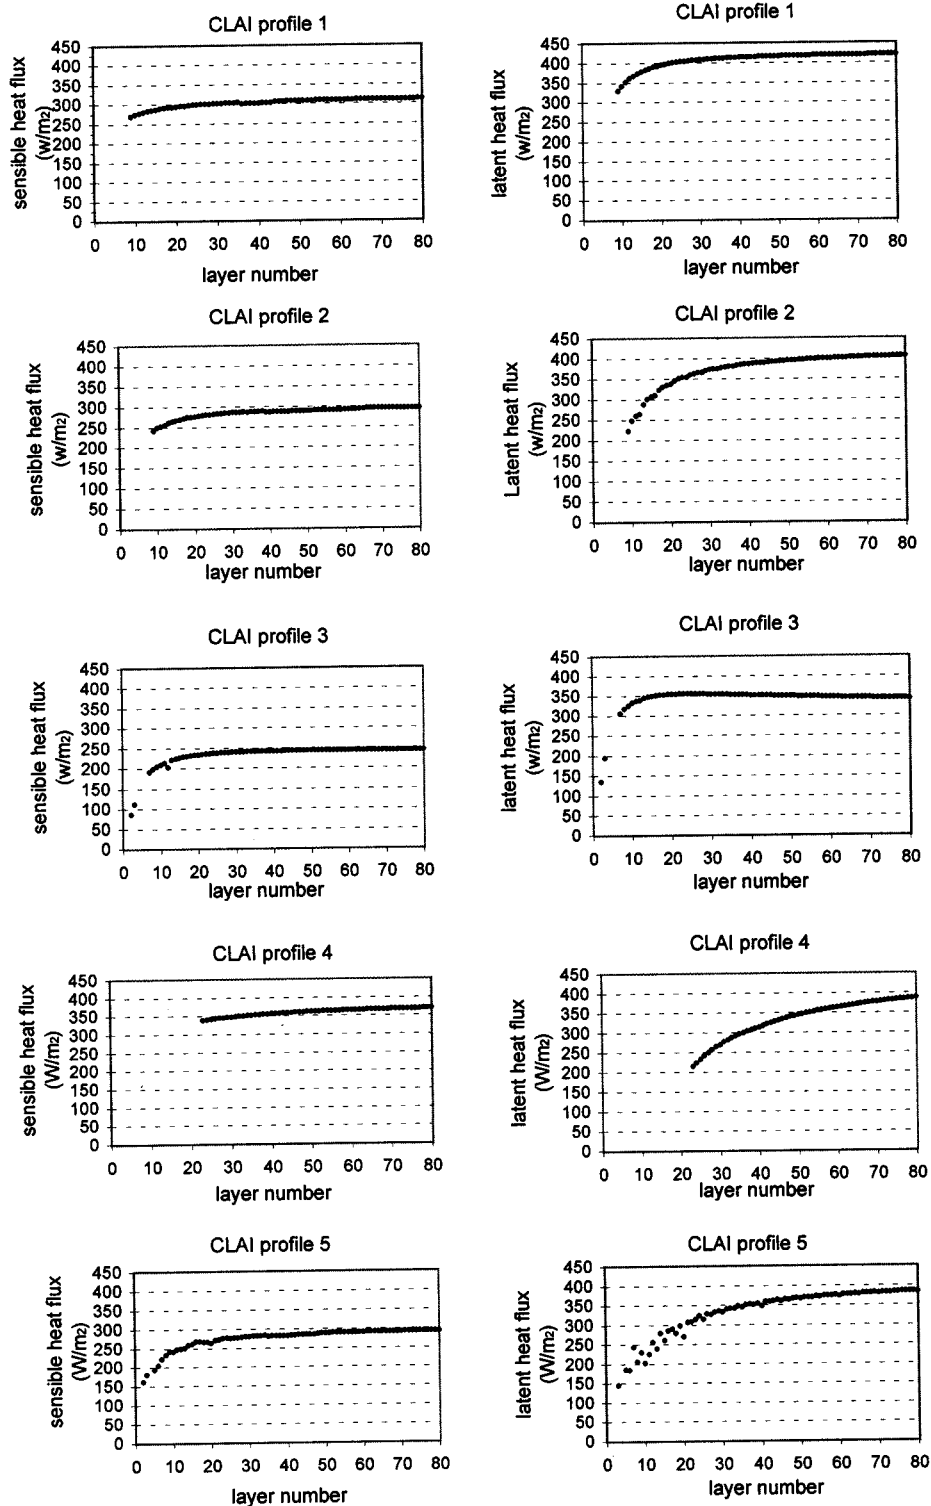 CLAI profile 1
450
400
350
300
250
200
150
100
50
0
sensible heat flux
(w/m2)
0 10 20 30 40 50 60 70 80
layer number
CLAI profile 1
450
400
350
300
250
200
150
100
50
0
latent heat flux
(w/m2)
0 10 20 30 40 50 60 70 80
layer number
CLAI profile 2
450
400
350
300
250
200
150
100
50
0
sensible heat flux
(w/m2)
0 10 20 30 40 50 60 70 80
layer number
CLAI profile 2
450
400
350
300
250
200
150
100
50
0
Latent heat flux
(w/m2)
0 10 20 30 40 50 60 70 80
layer number
CLAI profile 3
450
400
350
300
250
200
150
100
50
0
sensible heat flux
(w/m2)
0 10 20 30 40 50 60 70 80
layer number
CLAI profile 3
450
400
350
300
250
200
150
100
50
0
latent heat flux
(w/m2)
0 10 20 30 40 50 60 70 80
layer number
CLAI profile 4
450
400
350
300
250
200
150
100
50
0
sensible heat flux
(W/m2)
0 10 20 30 40 50 60 70 80
layer number
CLAI profile 4
450
400
350
300
250
200
150
100
50
0
latent heat flux
(W/m2)
0 10 20 30 40 50 60 70 80
layer number
CLAI profile 5
450
400
350
300
250
200
150
100
50
0
sensible heat flux
(W/m2)
0 10 20 30 40 50 60 70 80
layer number
CLAI profile 5
450
400
350
300
250
200
150
100
50
0
latent heat flux
(W/m2)
0 10 20 30 40 50 60 70 80
layer number